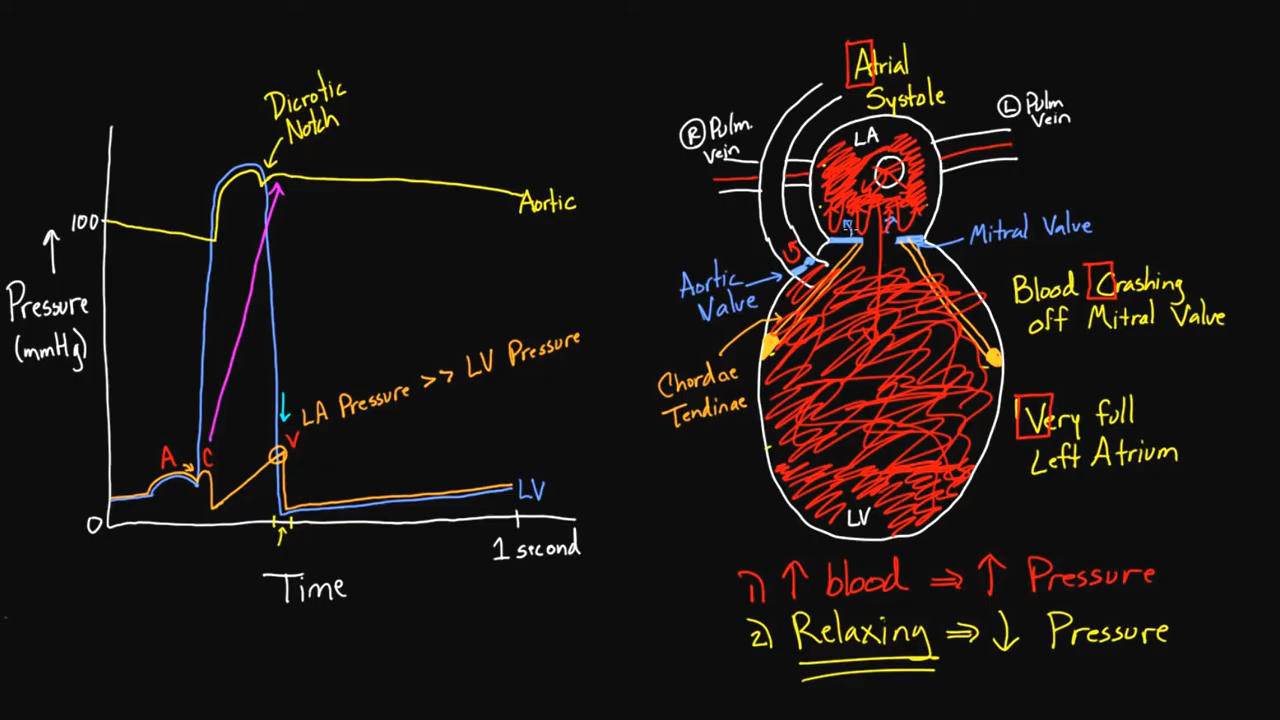 Dicrotic
Notch
100
Aortic
Pressure
(mmHg)
LA Pressure >> LV Pressure
A
C
V
LV
0
1 second
Time
Atrial
Systole
R Pulm.
vein
L Pulm
vein
LA
Mitral Valve
Aortic
Valve
Blood Crashing
off Mitral Valve
Chordae
Tendinae
Very full
Left Atrium
LV
1) ↑ blood ⇒ ↑ Pressure
2) Relaxing ⇒ ↓ Pressure